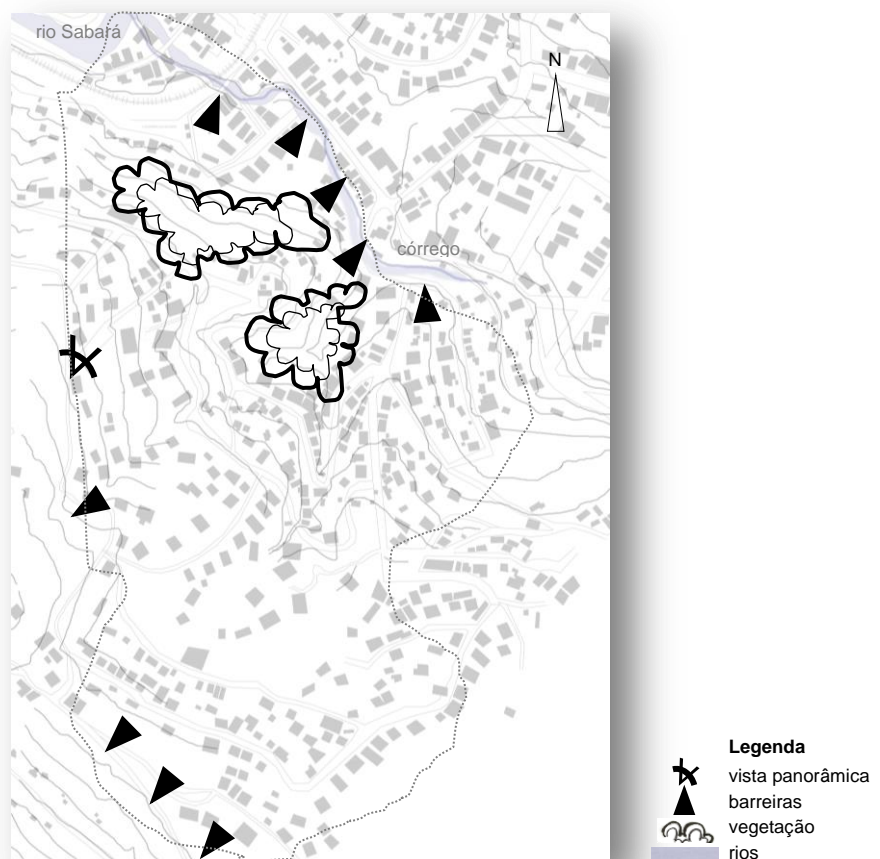 rio Sabará
N
córrego
Legenda
vista panorâmica
barreiras
vegetação
rios